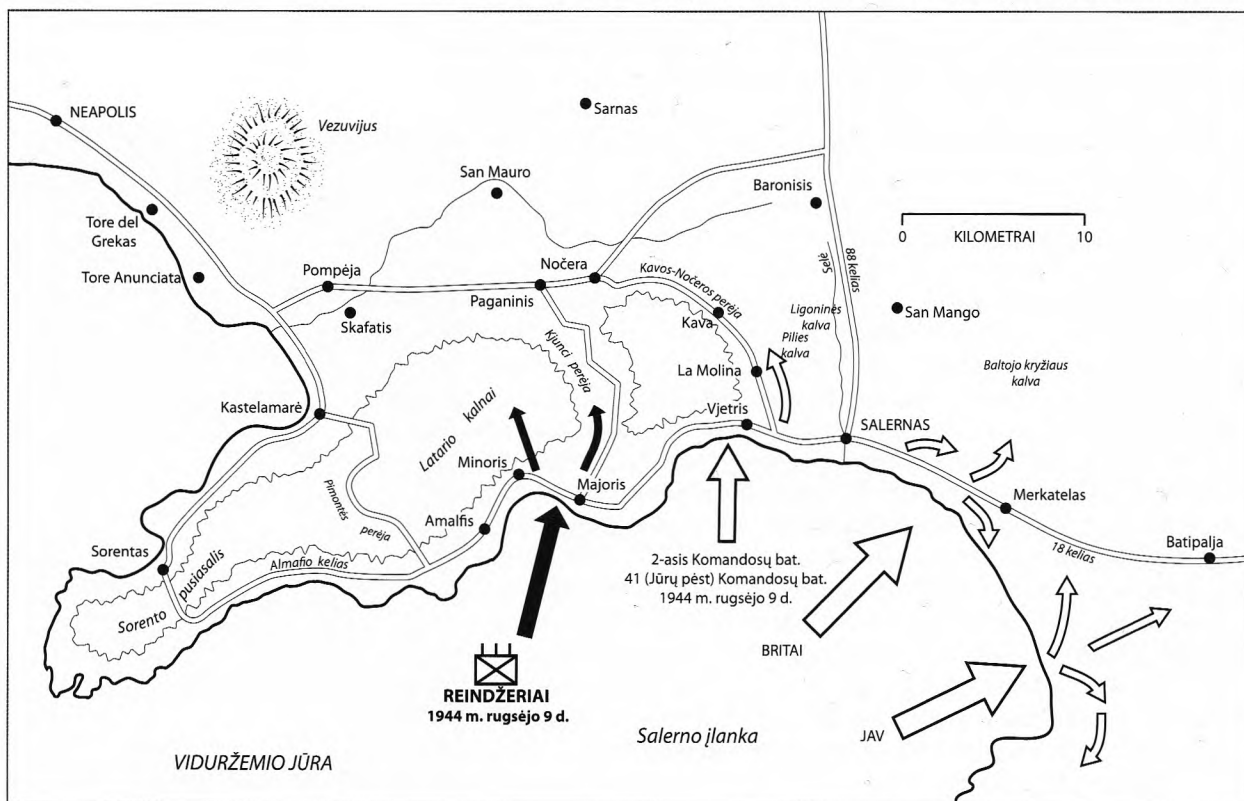 NEAPOLIS
Vezuvijus
Sarnas
San Mauro
Baronisis
Tore del
Grekas
0 KILOMETRAI 10
Tore Anunciata
Pompėja
Nočera
Kavos-Nočeros perėja
Selė
88 kelias
Paganinis
Skafatis
Kava
Ligoninės
kalva
San Mango
Pilies
kalva
Kjunci perėja
La Molina
Baltojo kryžiaus
kalva
Kastelamarė
Latario kalnai
Vjetris
SALERNAS
Minoris
Majoris
Merkatelas
Pimontės
perėja
Amalfis
18 kelias
Batipalja
Sorentas
Almafio kelias
Sorento pusiasalis
2-asis Komandosų bat.
41 (Jūrų pėst) Komandosų bat.
1944 m. rugsėjo 9 d.
BRITAI
REINDŽERIAI
1944 m. rugsėjo 9 d.
JAV
Salerno įlanka
VIDURŽEMIO JŪRA